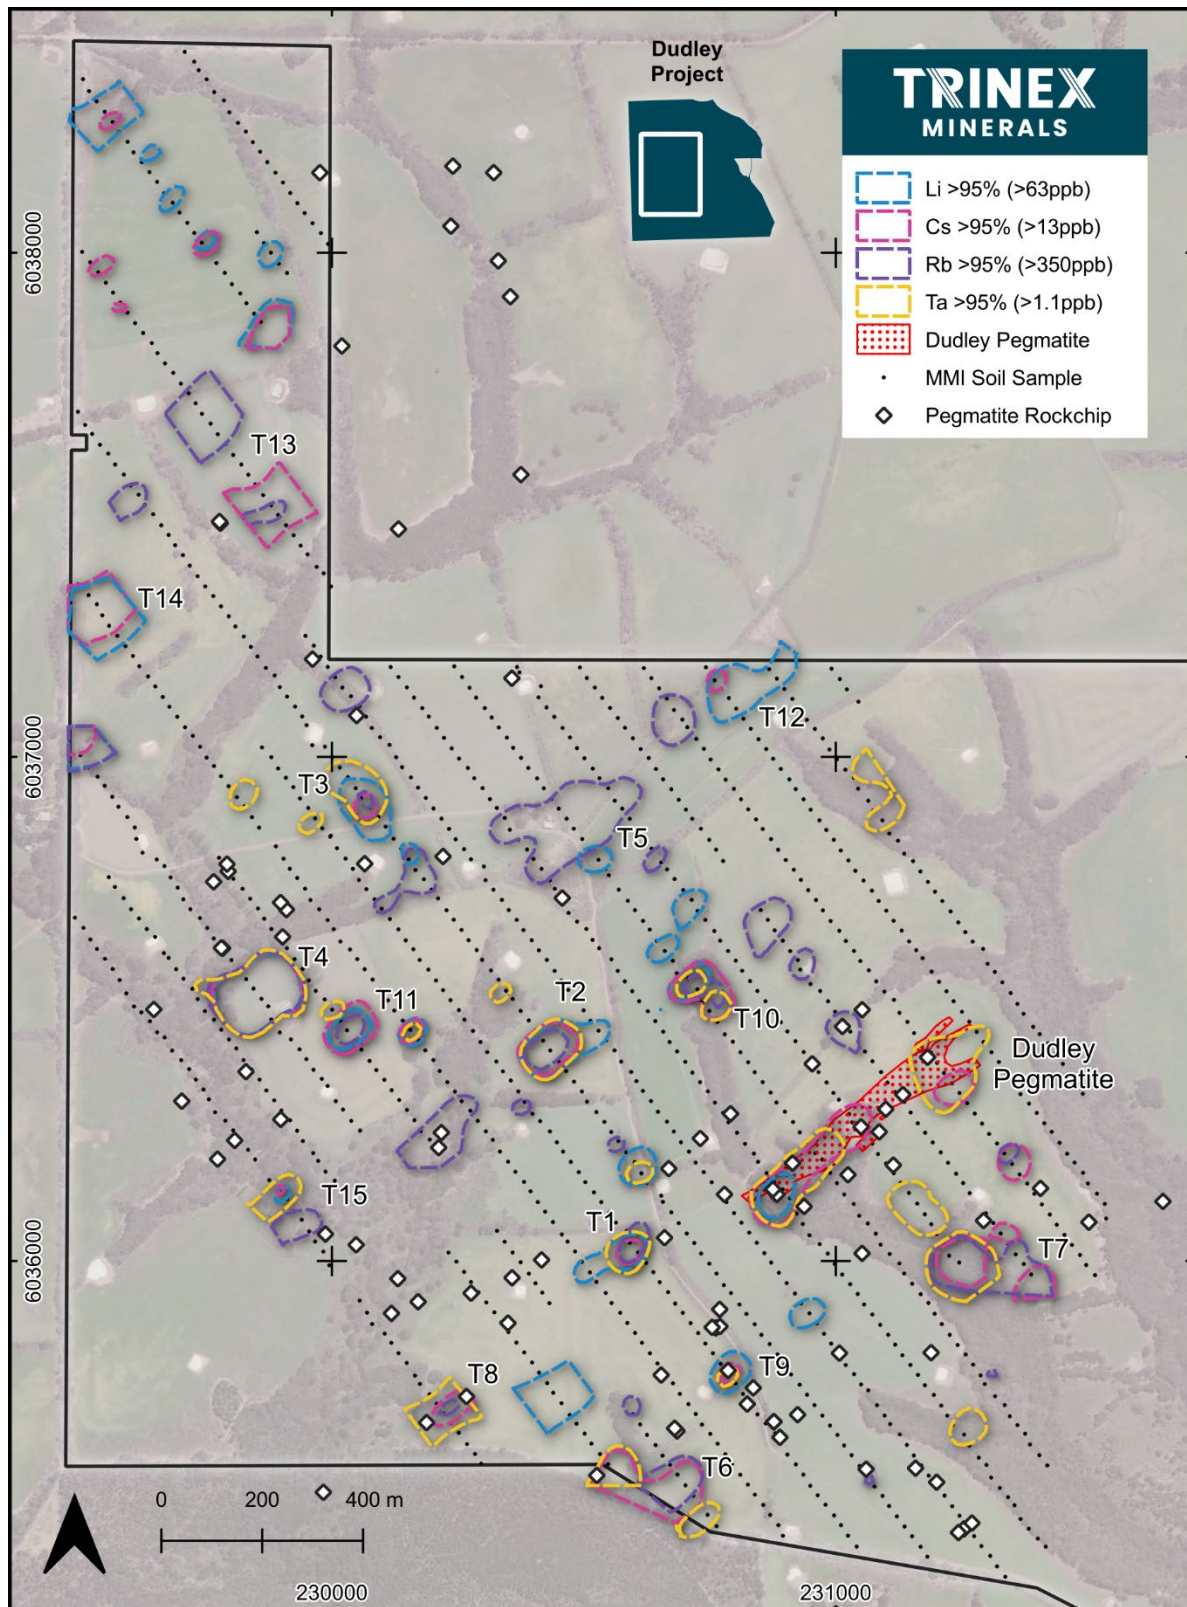 Dudley
Project
TRINEX
MINERALS
Li >95% (>63ppb)
Cs >95% (>13ppb)
Rb >95% (>350ppb)
Ta >95% (>1.1ppb)
Dudley Pegmatite
MMI Soil Sample
Pegmatite Rockchip
6038000
T13
T14
T12
6037000
T3
T5
T4
T11
T2
T10
Dudley
Pegmatite
T15
T1
T7
6036000
T9
T8
T6
0 200 400 m
230000
231000